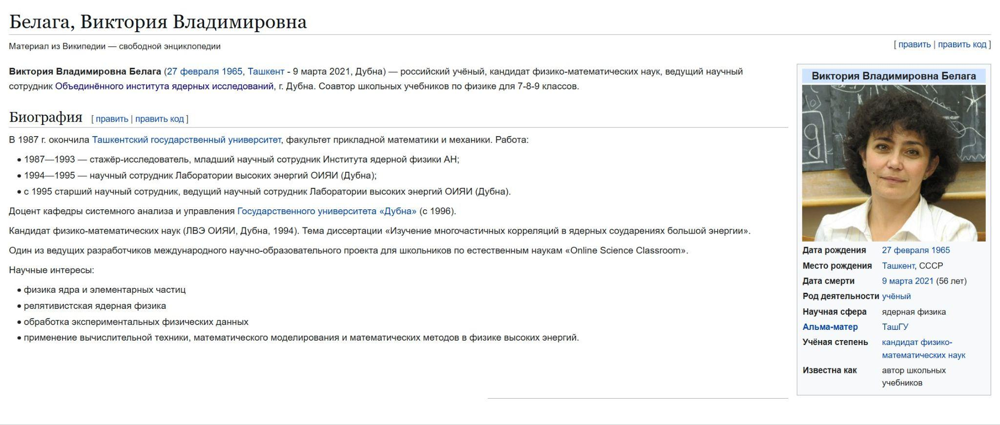 Белага, Виктория Владимировна
Материал из Википедии — свободной энциклопедии
[ править | править код ]
Виктория Владимировна Белага (27 февраля 1965, Ташкент - 9 марта 2021, Дубна) — российский учёный, кандидат физико-математических наук, ведущий научный
сотрудник Объединённого института ядерных исследований, г. Дубна. Соавтор школьных учебников по физике для 7-8-9 классов.
Биография [ править | править код ]
В 1987 г. окончила Ташкентский государственный университет, факультет прикладной математики и механики. Работа:
• 1987—1993 — стажёр-исследователь, младший научный сотрудник Института ядерной физики АН;
• 1994—1995 — научный сотрудник Лаборатории высоких энергий ОИЯИ (Дубна);
• с 1995 старший научный сотрудник, ведущий научный сотрудник Лаборатории высоких энергий ОИЯИ (Дубна).
Доцент кафедры системного анализа и управления Государственного университета «Дубна» (с 1996).
Кандидат физико-математических наук (ЛВЭ ОИЯИ, Дубна, 1994). Тема диссертации «Изучение многочастичных корреляций в ядерных соударениях большой энергии».
Один из ведущих разработчиков международного научно-образовательного проекта для школьников по естественным наукам «Online Science Classroom».
Научные интересы:
• физика ядра и элементарных частиц
• релятивистская ядерная физика
• обработка экспериментальных физических данных
• применение вычислительной техники, математического моделирования и математических методов в физике высоких энергий.
Виктория Владимировна Белага
Дата рождения 27 февраля 1965
Место рождения Ташкент, СССР
Дата смерти 9 марта 2021 (56 лет)
Род деятельности учёный
Научная сфера ядерная физика
Альма-матер ТашГУ
Учёная степень кандидат физико-
математических наук
Известна как автор школьных
учебников